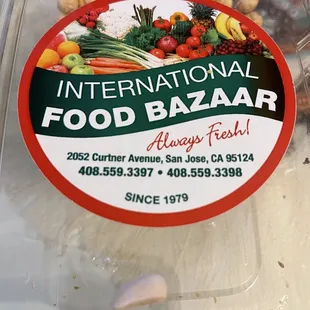 INTERNATIONAL
FOOD BAZAAR
Always Fresh!
2052 Curtner Avenue, San Jose, CA 95124
408.559.3397 • 408.559.3398
SINCE 1979